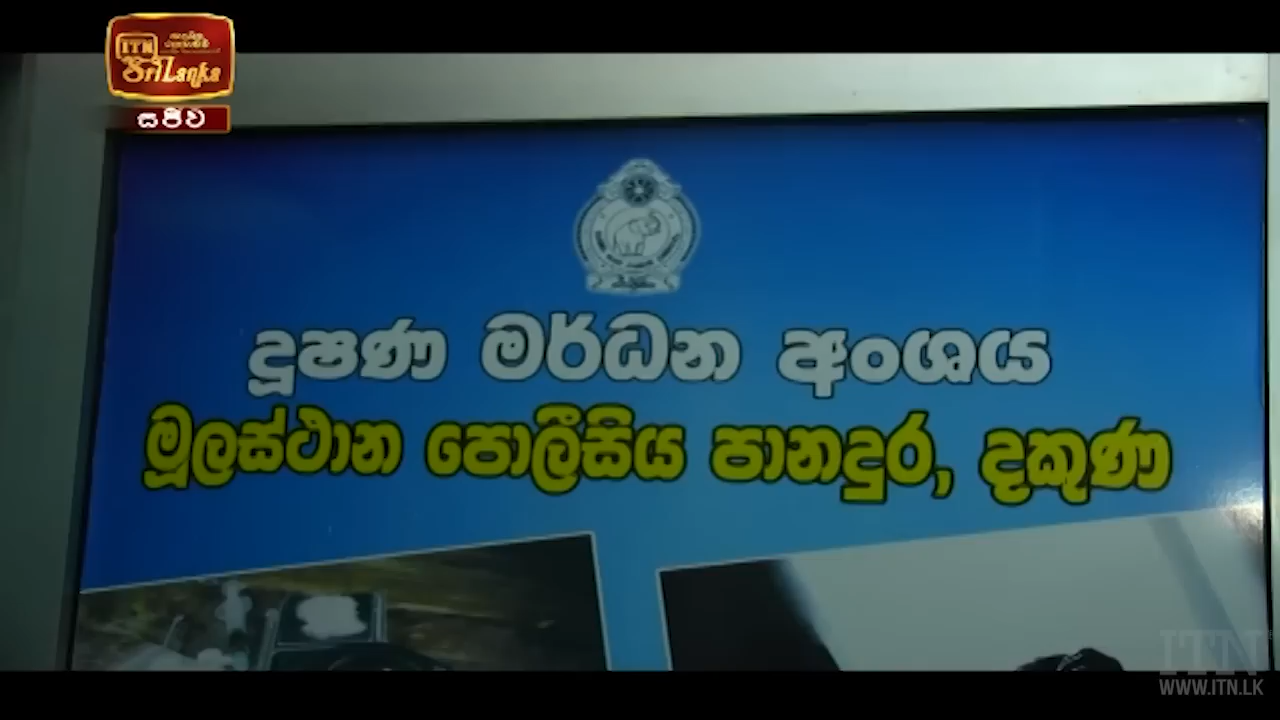 ITN
Sri Lanka
සජීව
දූෂණ මර්ධන අංශය
මූලස්ථාන පොලීසිය පානදුර, දකුණ
ITN
WWW.ITN.LK